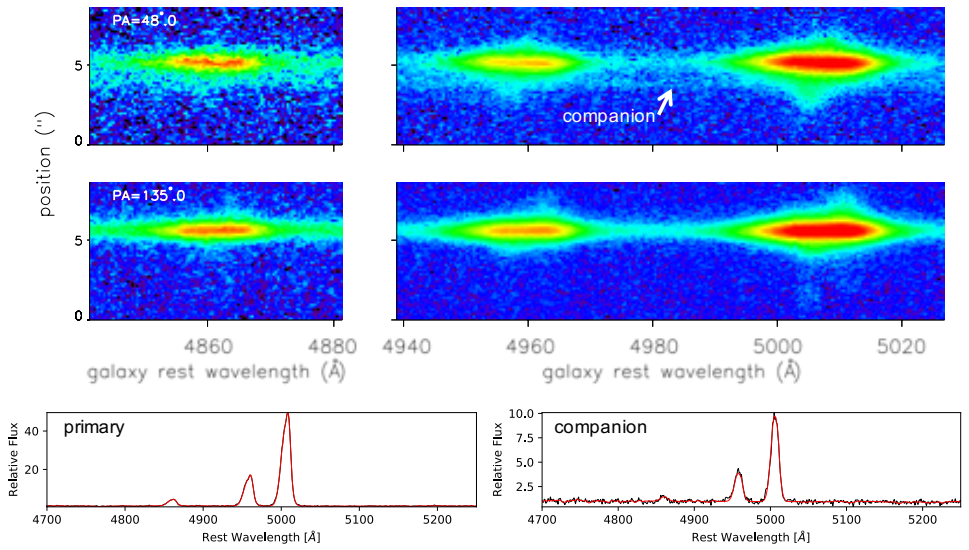 PA=48°.0
5
companion
0
position ('')
PA=135°.0
5
0
4860 4880 4940 4960 4980 5000 5020
galaxy rest wavelength (Å) galaxy rest wavelength (Å)
primary
40
20
Relative Flux
4700 4800 4900 5000 5100 5200
Rest Wavelength [Å]
companion
10.0
7.5
5.0
2.5
Relative Flux
4700 4800 4900 5000 5100 5200
Rest Wavelength [Å]